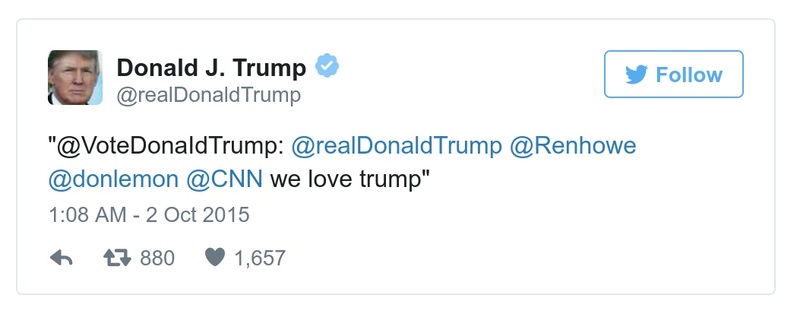 Donald J. Trump
@realDonaldTrump
Follow
"@VoteDonaldTrump: @realDonaldTrump @Renhowe
@donlemon @CNN we love trump"
1:08 AM - 2 Oct 2015
880 1,657